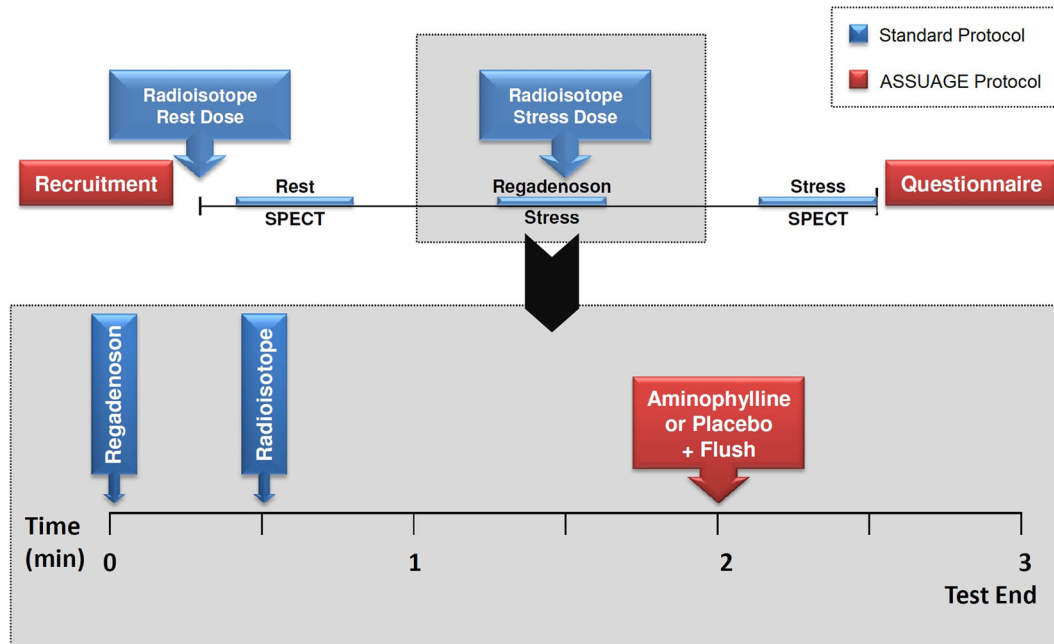 Standard Protocol
ASSUAGE Protocol
Radioisotope
Rest Dose
Radioisotope
Stress Dose
Recruitment
Rest
SPECT
Regadenoson
Stress
Stress
SPECT
Questionnaire
Regadenoson
Radioisotope
Aminophylline
or Placebo
+ Flush
Time
(min)
0
1
2
3
Test End